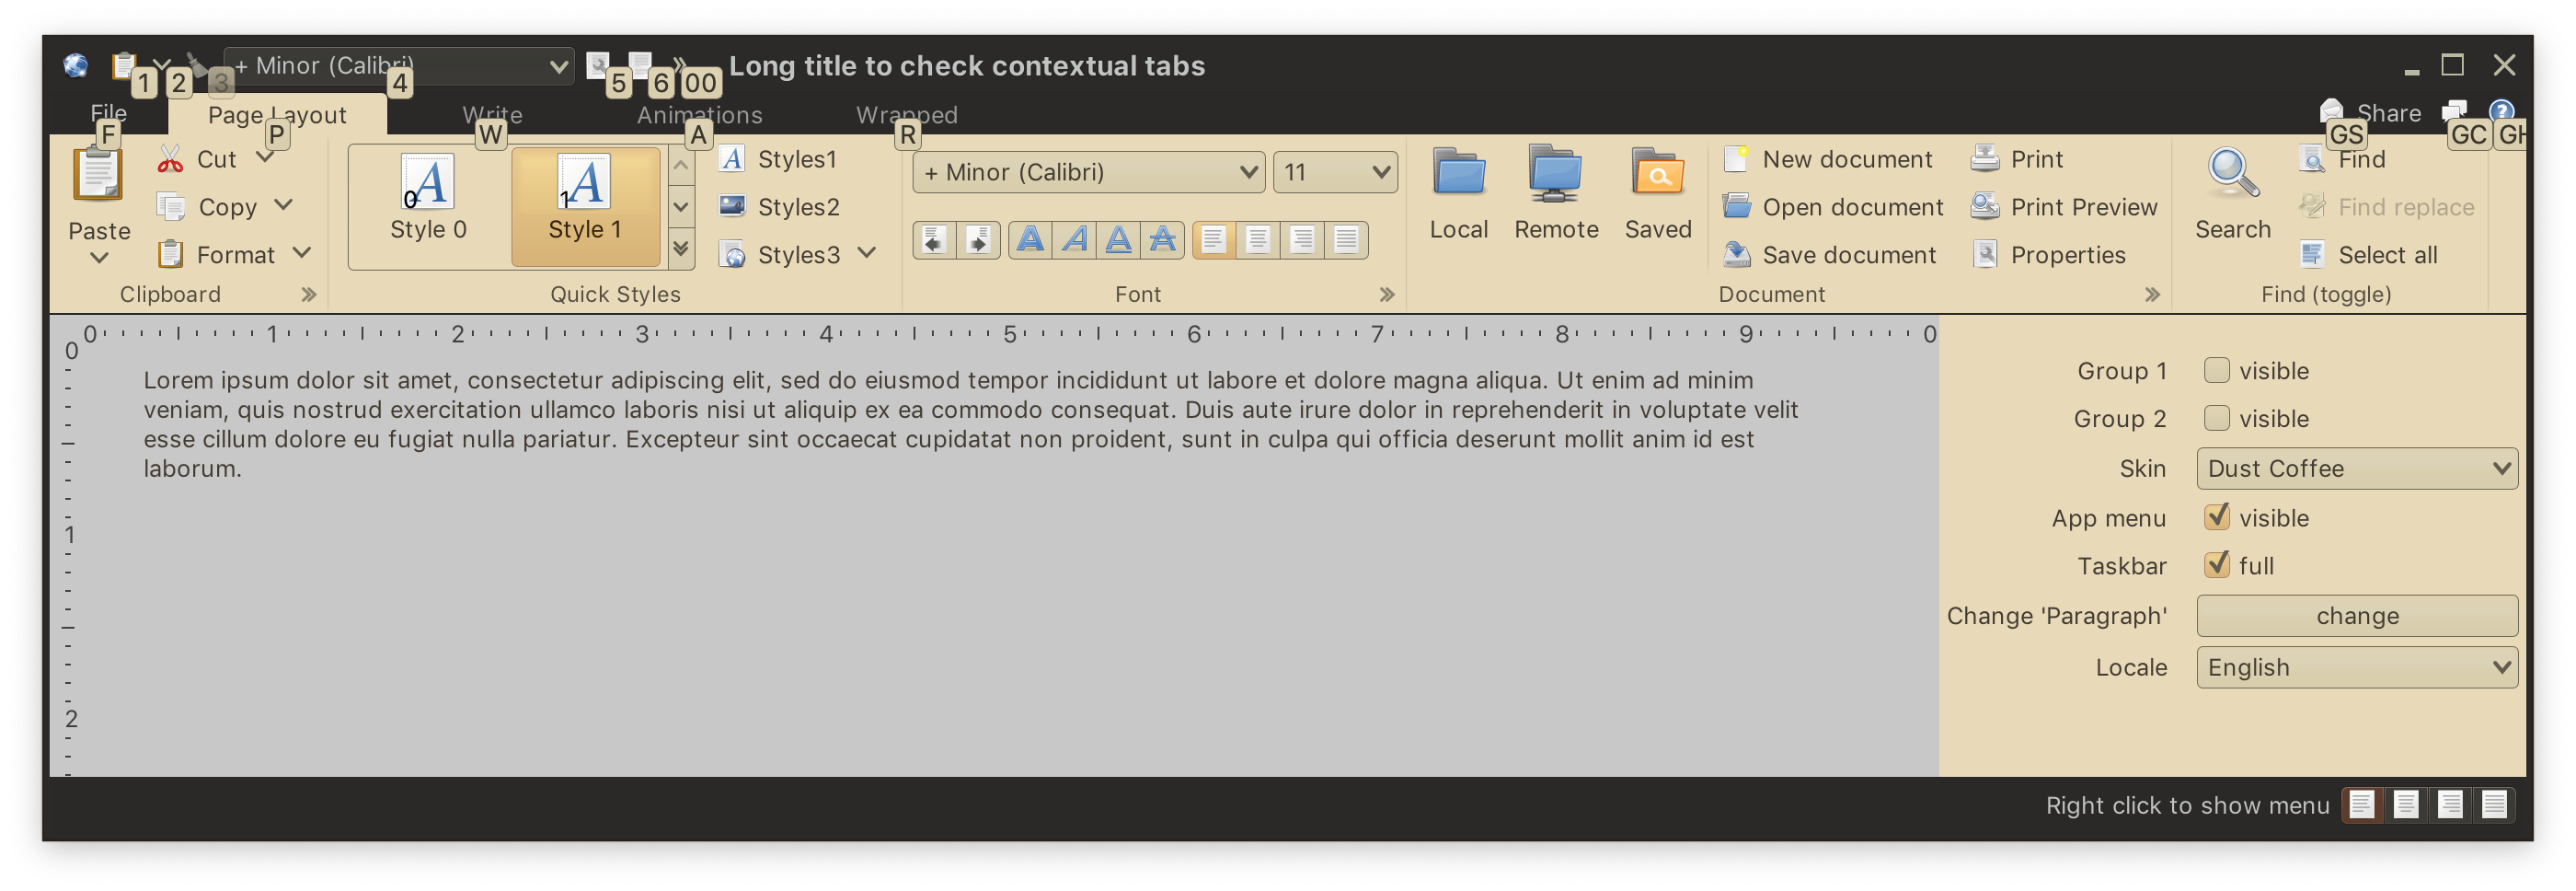 + Minor (Calibri)
Long title to check contextual tabs
1 2 3 4 5 6 00
File Page Layout Write Animations Wrapped Share
F P W A R GS GC GH
Cut
Copy
Format
Paste
Clipboard
0 1
Style 0 Style 1
Styles1
Styles2
Styles3
Quick Styles
+ Minor (Calibri) 11
A A A A
Font
Local Remote Saved
New document
Open document
Save document
Print
Print Preview
Properties
Document
Search
Find
Find replace
Select all
Find (toggle)
0 1 2 3 4 5 6 7 8 9 0
0
1
2
Lorem ipsum dolor sit amet, consectetur adipiscing elit, sed do eiusmod tempor incididunt ut labore et dolore magna aliqua. Ut enim ad minim
veniam, quis nostrud exercitation ullamco laboris nisi ut aliquip ex ea commodo consequat. Duis aute irure dolor in reprehenderit in voluptate velit
esse cillum dolore eu fugiat nulla pariatur. Excepteur sint occaecat cupidatat non proident, sunt in culpa qui officia deserunt mollit anim id est
laborum.
Group 1 visible
Group 2 visible
Skin Dust Coffee
App menu visible
Taskbar full
Change 'Paragraph' change
Locale English
Right click to show menu